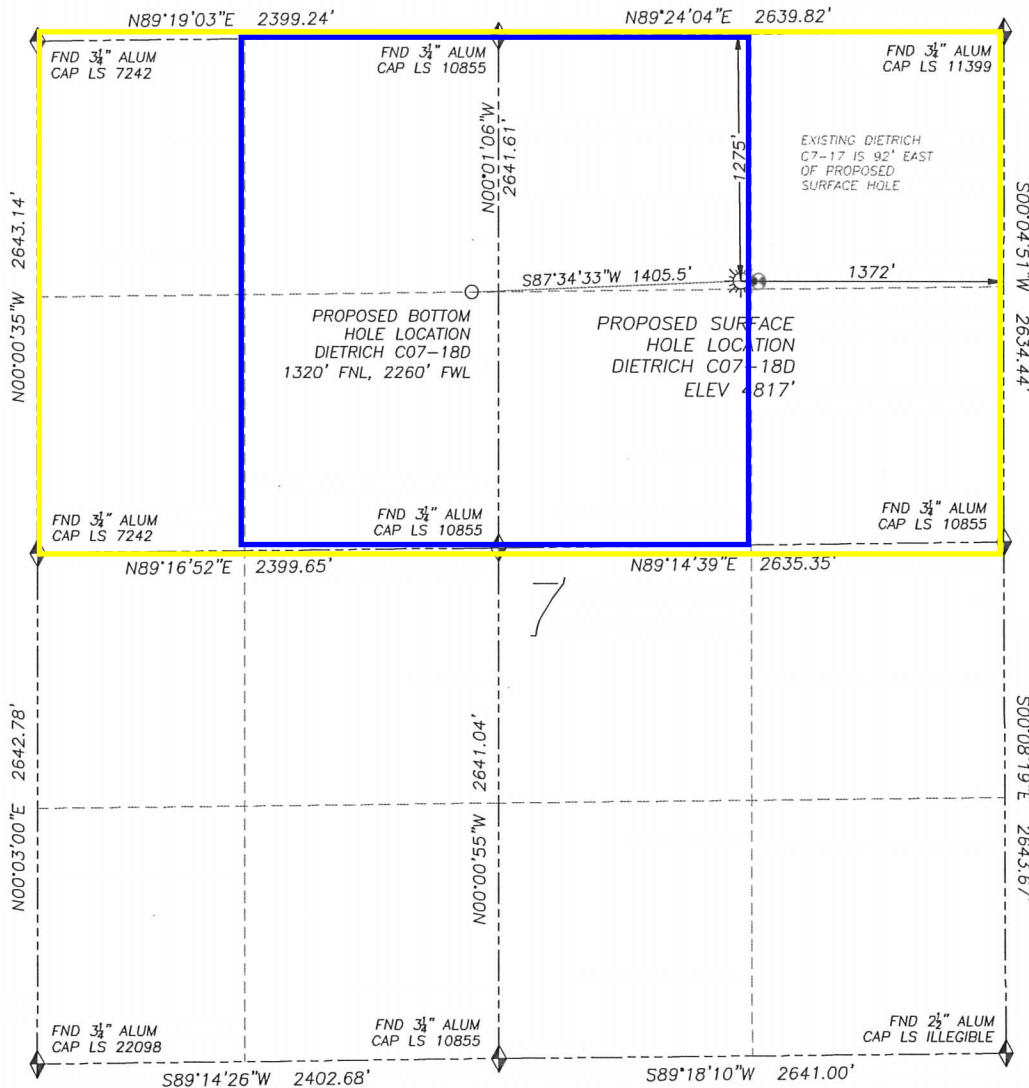 N89°19'03"E 2399.24'
N89°24'04"E 2639.82'
FND 3¼" ALUM
CAP LS 7242
FND 3¼" ALUM
CAP LS 10855
FND 3¼" ALUM
CAP LS 11399
N00°01'06"W
2641.61'
1275'
EXISTING DIETRICH
C7-17 IS 92' EAST
OF PROPOSED
SURFACE HOLE
N00°00'35"W 2643.14'
S00°04'51"W 2634.44'
S87°34'33"W 1405.5'
1372'
PROPOSED BOTTOM
HOLE LOCATION
DIETRICH C07-18D
1320' FNL, 2260' FWL
PROPOSED SURFACE
HOLE LOCATION
DIETRICH C07-18D
ELEV 4817'
FND 3¼" ALUM
CAP LS 7242
FND 3¼" ALUM
CAP LS 10855
FND 3¼" ALUM
CAP LS 10855
N89°16'52"E 2399.65'
N89°14'39"E 2635.35'
7
N00°03'00"E 2642.78'
N00°00'55"W 2641.04'
S00°08'19"E 2643.67'
FND 3¼" ALUM
CAP LS 22098
FND 3¼" ALUM
CAP LS 10855
FND 2½" ALUM
CAP LS ILLEGIBLE
S89°14'26"W 2402.68'
S89°18'10"W 2641.00'